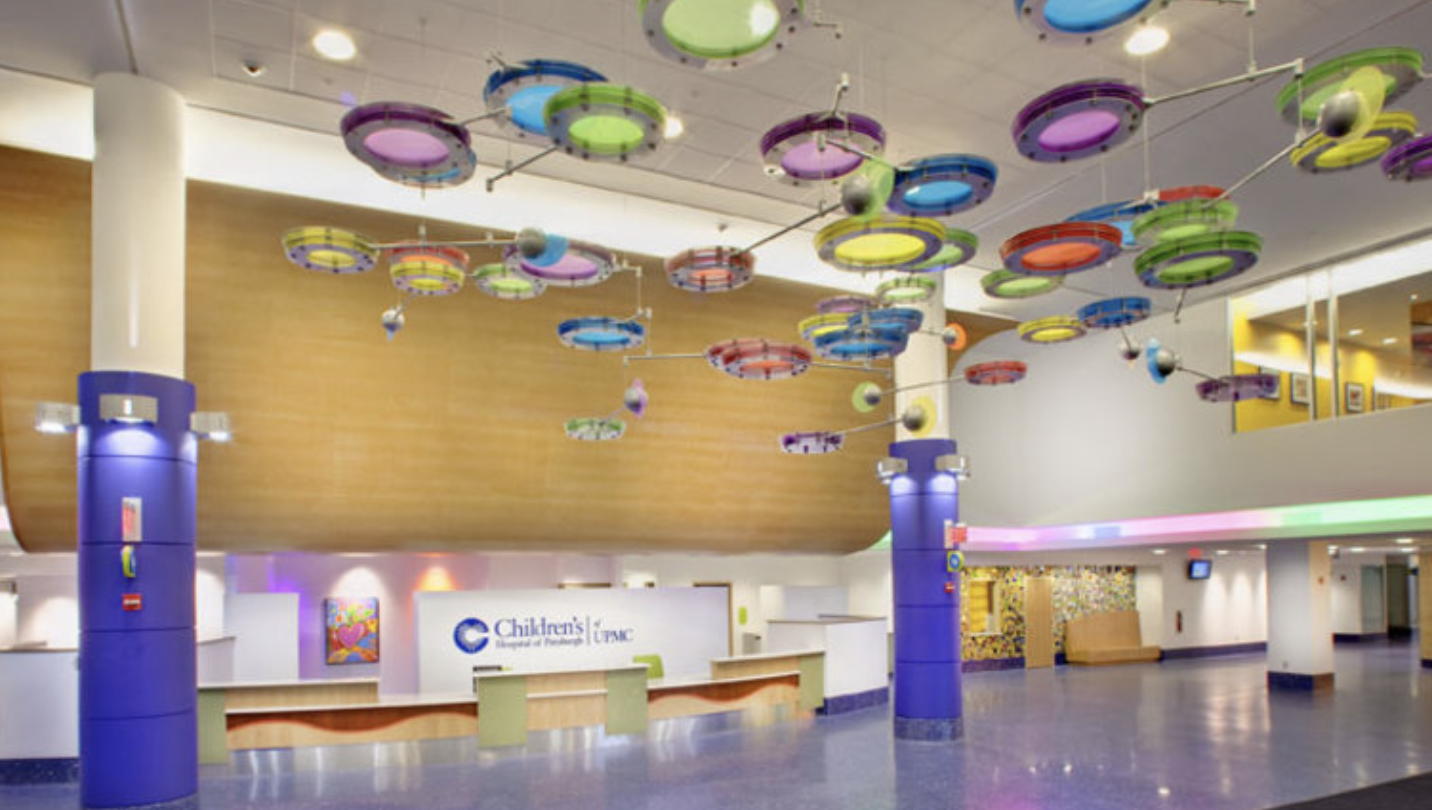 Children's
Hospital of Pittsburgh
of
UPMC